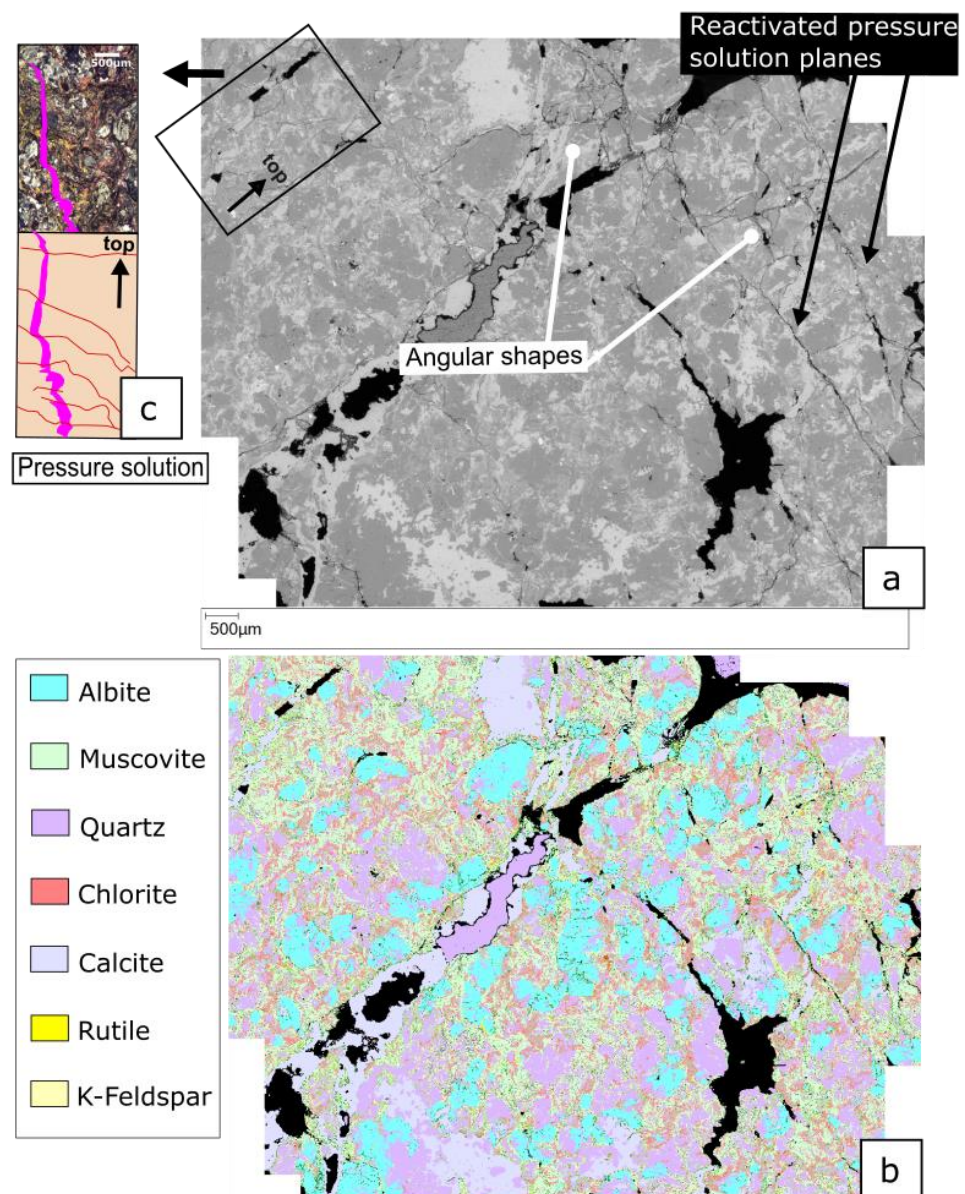 Reactivated pressure
solution planes
500µm
top
top
Angular shapes
c
Pressure solution
a
500µm
Albite
Muscovite
Quartz
Chlorite
Calcite
Rutile
K-Feldspar
b